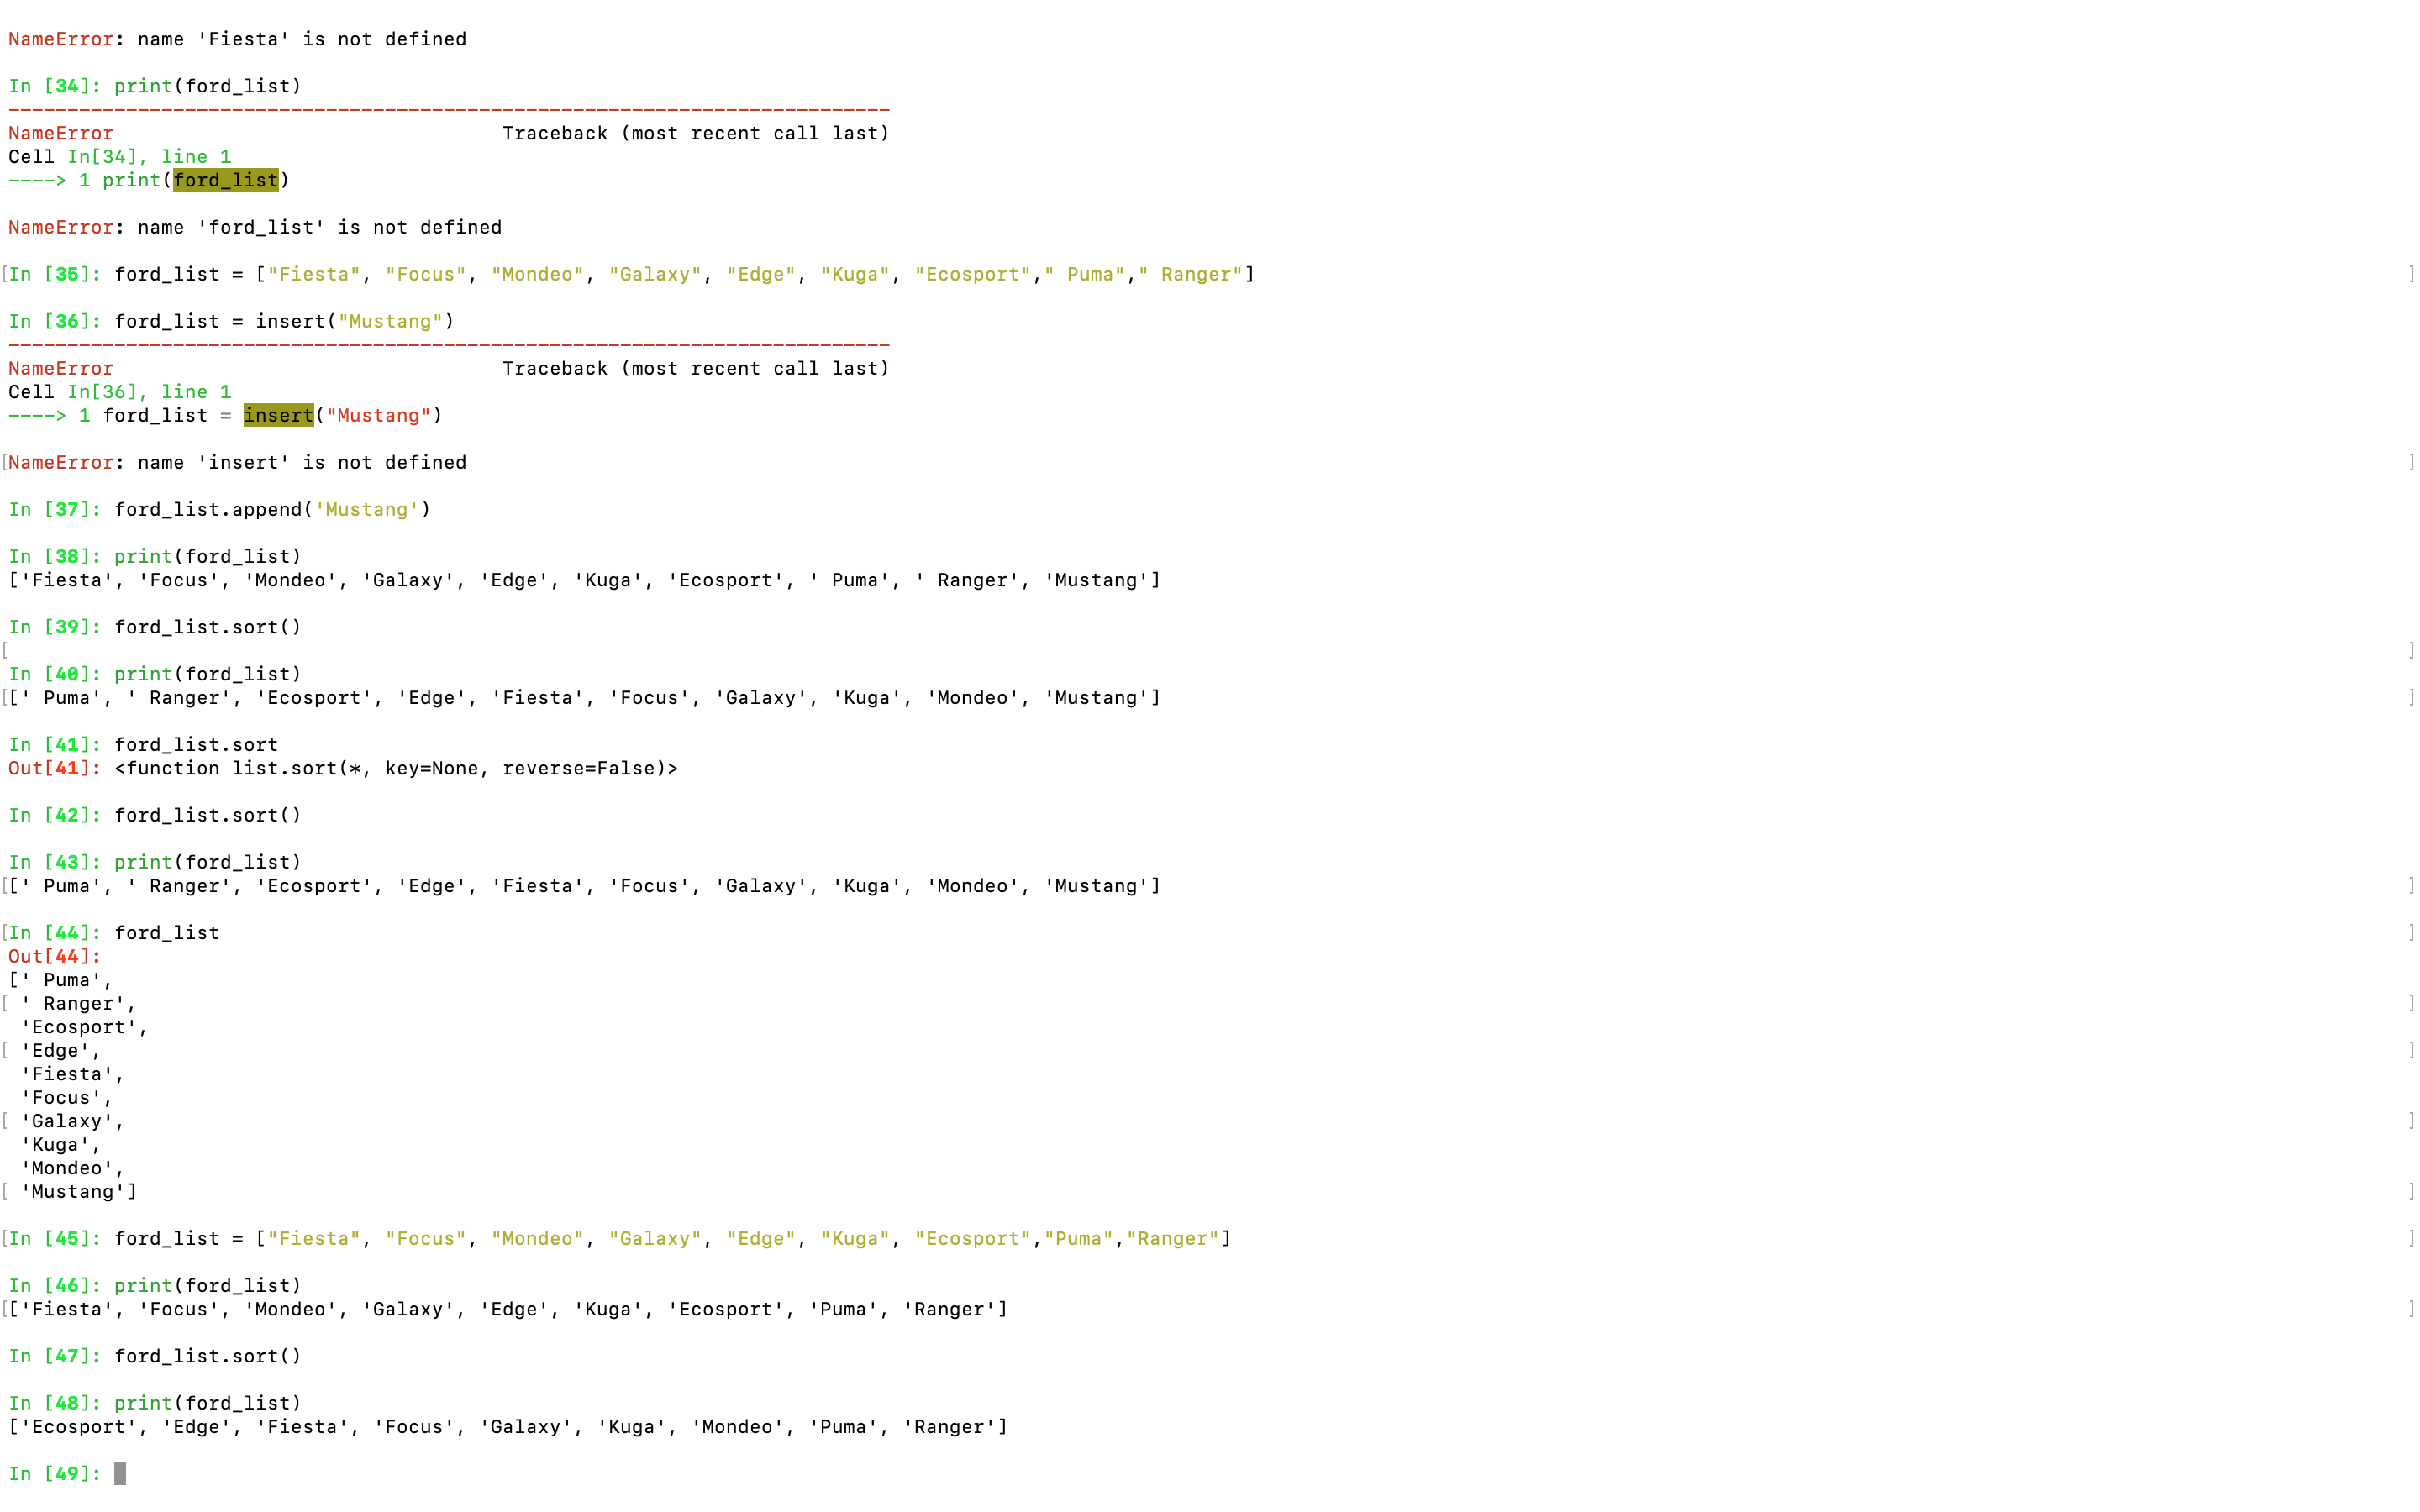 NameError: name 'Fiesta' is not defined
In [34]: print(ford_list)
---------------------------------------------------------------------------
NameError                                 Traceback (most recent call last)
Cell In[34], line 1
----> 1 print(ford_list)
NameError: name 'ford_list' is not defined
[In [35]: ford_list = ["Fiesta", "Focus", "Mondeo", "Galaxy", "Edge", "Kuga", "Ecosport"," Puma"," Ranger"] ]
In [36]: ford_list = insert("Mustang")
---------------------------------------------------------------------------
NameError                                 Traceback (most recent call last)
Cell In[36], line 1
----> 1 ford_list = insert("Mustang")
[NameError: name 'insert' is not defined ]
In [37]: ford_list.append('Mustang')
In [38]: print(ford_list)
['Fiesta', 'Focus', 'Mondeo', 'Galaxy', 'Edge', 'Kuga', 'Ecosport', ' Puma', ' Ranger', 'Mustang']
In [39]: ford_list.sort()
[ ]
In [40]: print(ford_list)
[[' Puma', ' Ranger', 'Ecosport', 'Edge', 'Fiesta', 'Focus', 'Galaxy', 'Kuga', 'Mondeo', 'Mustang'] ]
In [41]: ford_list.sort
Out[41]: <function list.sort(*, key=None, reverse=False)>
In [42]: ford_list.sort()
In [43]: print(ford_list)
[[' Puma', ' Ranger', 'Ecosport', 'Edge', 'Fiesta', 'Focus', 'Galaxy', 'Kuga', 'Mondeo', 'Mustang'] ]
[In [44]: ford_list ]
Out[44]:
[' Puma',
[ ' Ranger', ]
 'Ecosport',
[ 'Edge', ]
 'Fiesta',
 'Focus',
[ 'Galaxy', ]
 'Kuga',
 'Mondeo',
[ 'Mustang'] ]
[In [45]: ford_list = ["Fiesta", "Focus", "Mondeo", "Galaxy", "Edge", "Kuga", "Ecosport","Puma","Ranger"] ]
In [46]: print(ford_list)
[['Fiesta', 'Focus', 'Mondeo', 'Galaxy', 'Edge', 'Kuga', 'Ecosport', 'Puma', 'Ranger'] ]
In [47]: ford_list.sort()
In [48]: print(ford_list)
['Ecosport', 'Edge', 'Fiesta', 'Focus', 'Galaxy', 'Kuga', 'Mondeo', 'Puma', 'Ranger']
In [49]: